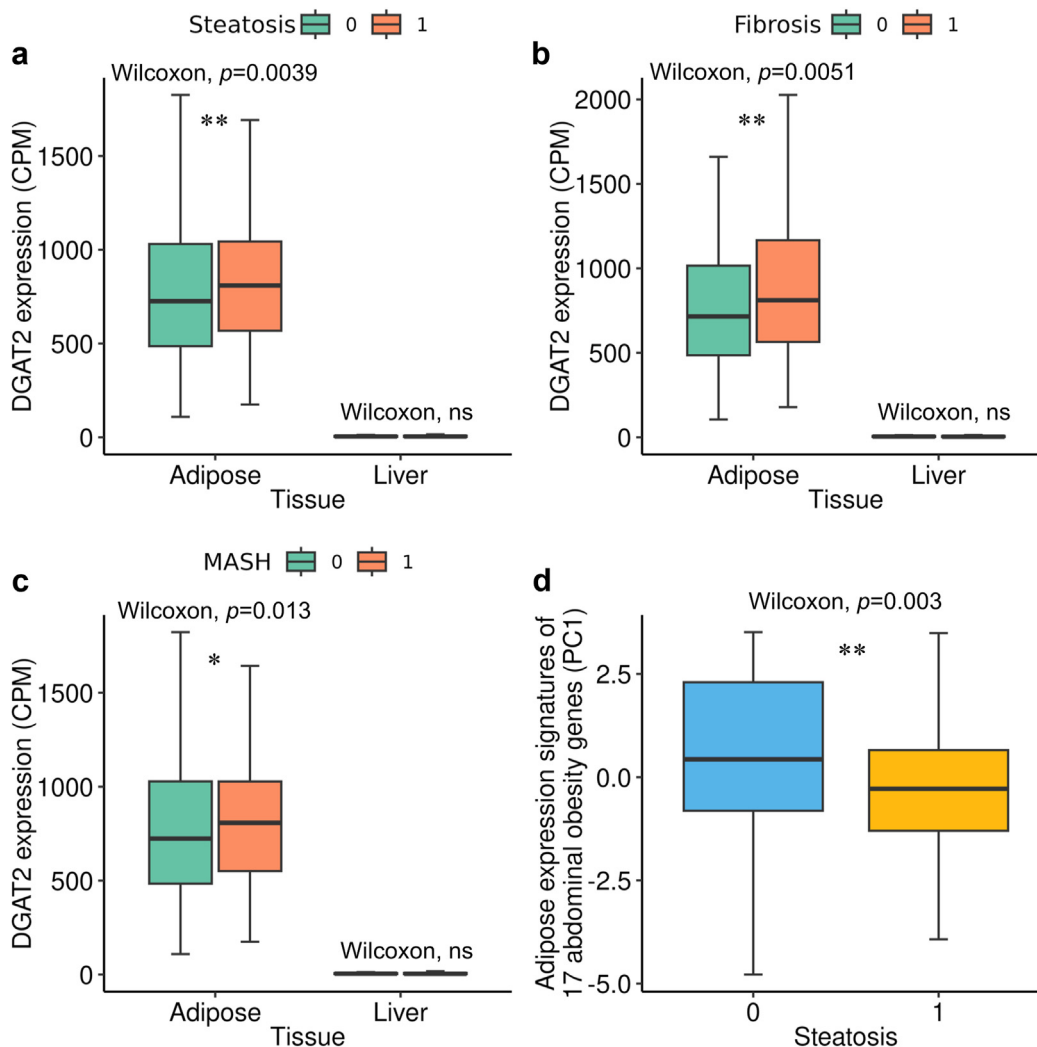 a
Steatosis 0 1
Wilcoxon, p=0.0039
**
DGAT2 expression (CPM)
1500
1000
500
0
Wilcoxon, ns
Adipose Liver
Tissue
b
Fibrosis 0 1
Wilcoxon, p=0.0051
**
DGAT2 expression (CPM)
2000
1500
1000
500
0
Wilcoxon, ns
Adipose Liver
Tissue
c
MASH 0 1
Wilcoxon, p=0.013
*
DGAT2 expression (CPM)
1500
1000
500
0
Wilcoxon, ns
Adipose Liver
Tissue
d
Wilcoxon, p=0.003
**
Adipose expression signatures of
17 abdominal obesity genes (PC1)
2.5
0.0
-2.5
-5.0
0 1
Steatosis